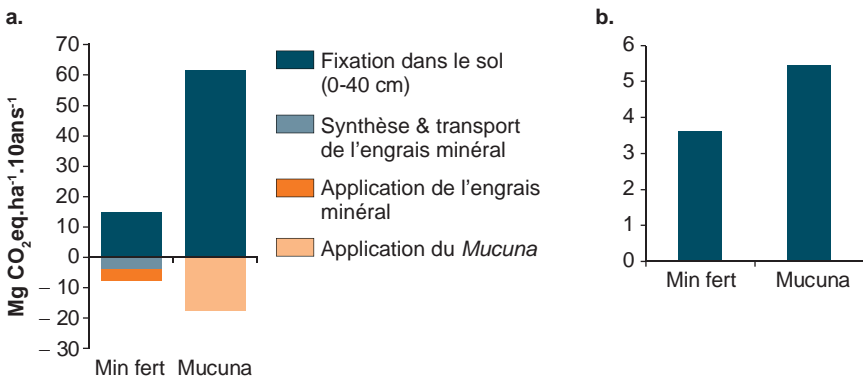 a.
Mg CO2eq.ha-1.10ans-1
70
60
50
40
30
20
10
0
– 10
– 20
– 30
Min fert Mucuna
Fixation dans le sol
(0-40 cm)
Synthèse & transport
de l'engrais minéral
Application de l'engrais
minéral
Application du Mucuna
b.
6
5
4
3
2
1
0
Min fert Mucuna